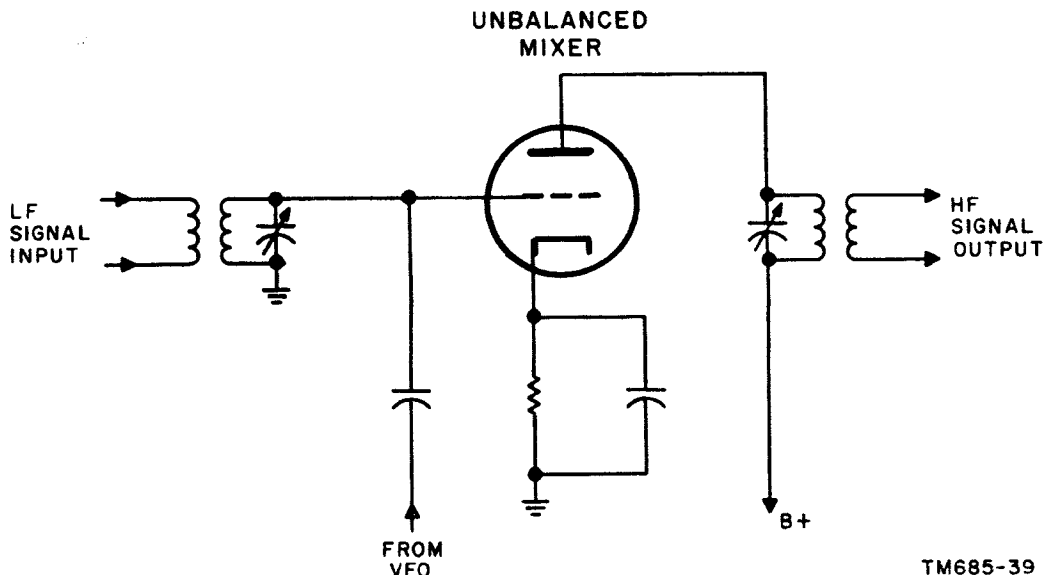 UNBALANCED
MIXER
LF
SIGNAL
INPUT
HF
SIGNAL
OUTPUT
B+
FROM
VFO
TM685-39